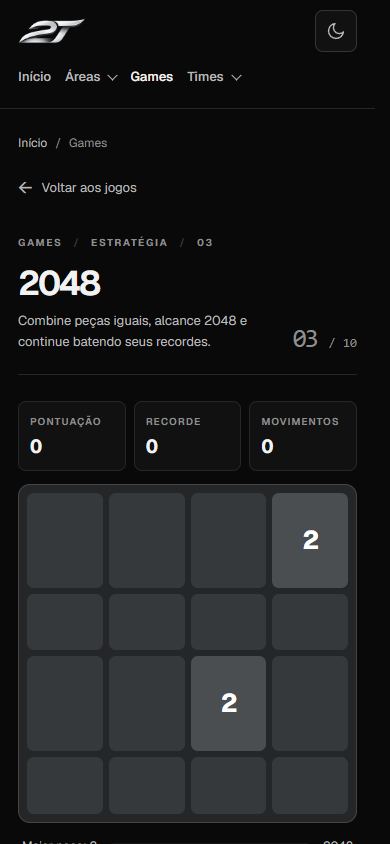 2T
Início Áreas Games Times
Início / Games
← Voltar aos jogos
GAMES / ESTRATÉGIA / 03
2048
Combine peças iguais, alcance 2048 e
continue batendo seus recordes.
03 / 10
PONTUAÇÃO RECORDE MOVIMENTOS
0 0 0
2
2